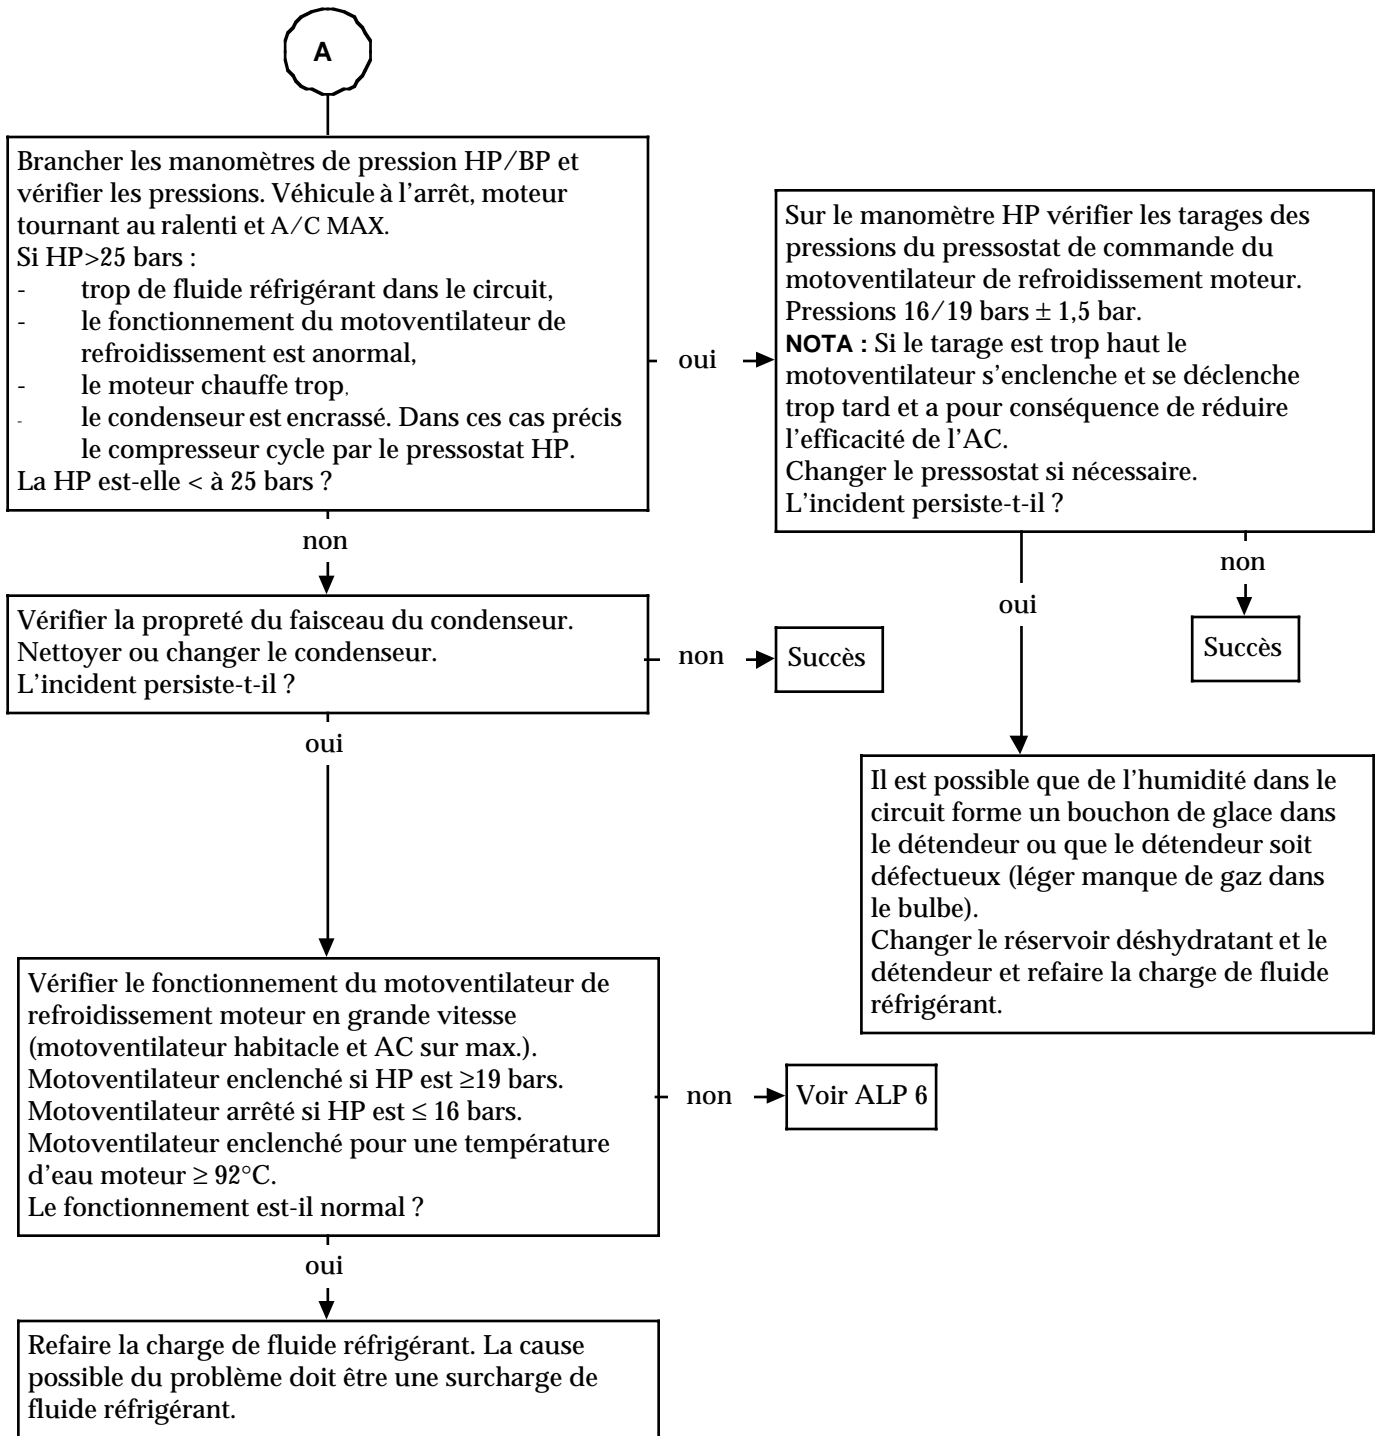 A
Brancher les manomètres de pression HP/BP et
vérifier les pressions. Véhicule à l'arrêt, moteur
tournant au ralenti et A/C MAX.
Si HP>25 bars :
- trop de fluide réfrigérant dans le circuit,
- le fonctionnement du motoventilateur de
refroidissement est anormal,
- le moteur chauffe trop,
- le condenseur est encrassé. Dans ces cas précis
le compresseur cycle par le pressostat HP.
La HP est-elle < à 25 bars ?
oui
Sur le manomètre HP vérifier les tarages des
pressions du pressostat de commande du
motoventilateur de refroidissement moteur.
Pressions 16/19 bars ± 1,5 bar.
NOTA : Si le tarage est trop haut le
motoventilateur s'enclenche et se déclenche
trop tard et a pour conséquence de réduire
l'efficacité de l'AC.
Changer le pressostat si nécessaire.
L'incident persiste-t-il ?
non
non
oui
Vérifier la propreté du faisceau du condenseur.
Nettoyer ou changer le condenseur.
L'incident persiste-t-il ?
non
Succès
Succès
oui
Il est possible que de l'humidité dans le
circuit forme un bouchon de glace dans
le détendeur ou que le détendeur soit
défectueux (léger manque de gaz dans
le bulbe).
Changer le réservoir déshydratant et le
détendeur et refaire la charge de fluide
réfrigérant.
Vérifier le fonctionnement du motoventilateur de
refroidissement moteur en grande vitesse
(motoventilateur habitacle et AC sur max.).
Motoventilateur enclenché si HP est ≥19 bars.
Motoventilateur arrêté si HP est ≤ 16 bars.
Motoventilateur enclenché pour une température
d'eau moteur ≥ 92°C.
Le fonctionnement est-il normal ?
non
Voir ALP 6
oui
Refaire la charge de fluide réfrigérant. La cause
possible du problème doit être une surcharge de
fluide réfrigérant.